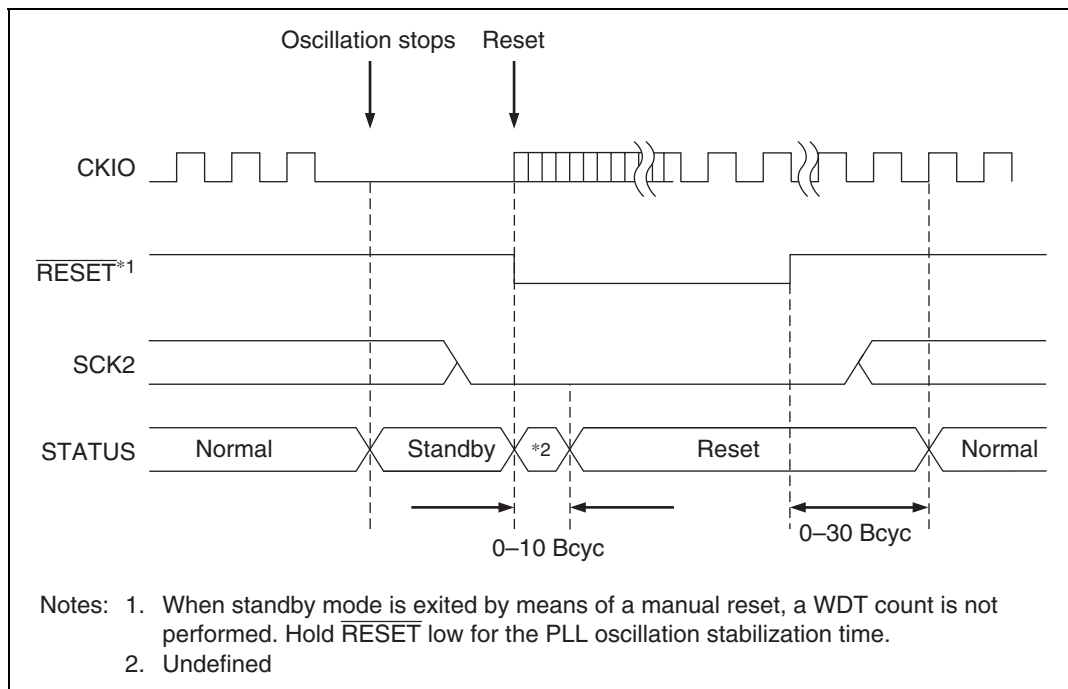 Oscillation stops Reset
CKIO
RESET*1
SCK2
STATUS Normal Standby *2 Reset Normal
0–10 Bcyc 0–30 Bcyc
Notes: 1. When standby mode is exited by means of a manual reset, a WDT count is not
performed. Hold RESET low for the PLL oscillation stabilization time.
2. Undefined